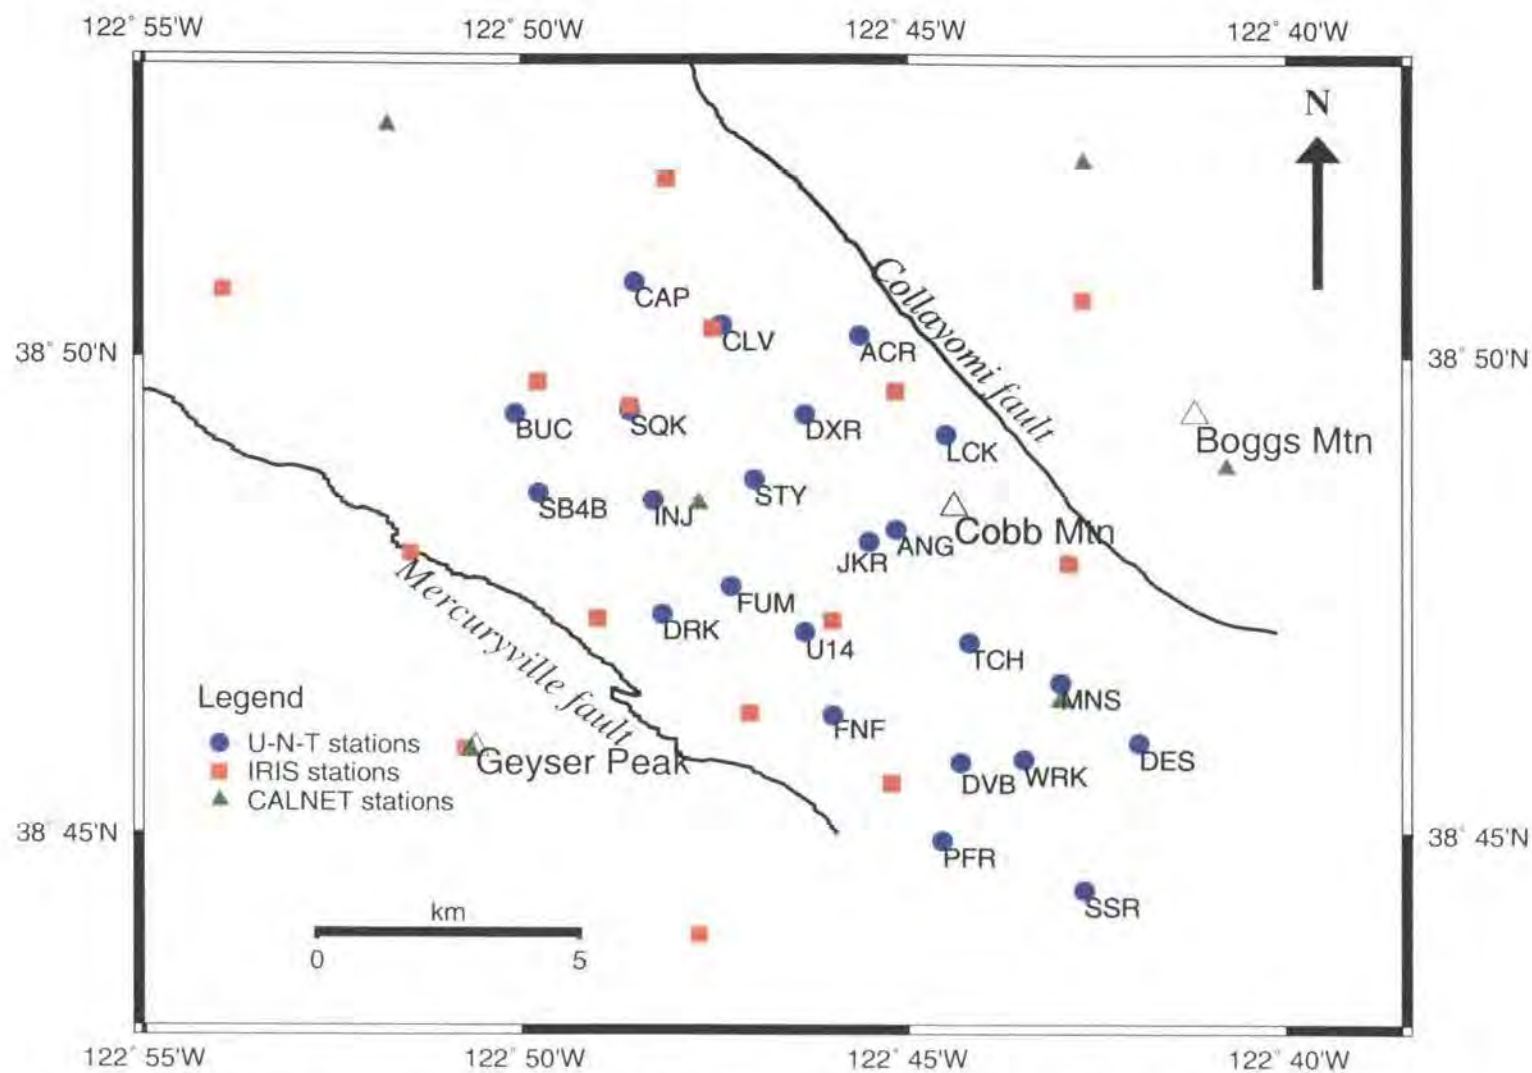 122° 55'W
122° 50'W
122° 45'W
122° 40'W
N
CAP
CLV
ACR
Collayomi fault
38° 50'N
38° 50'N
BUC
SQK
DXR
LCK
Boggs Mtn
SB4B
INJ
STY
JKR
ANG
Cobb Mtn
Mercuryville fault
DRK
FUM
U14
TCH
MNS
FNF
Legend
U-N-T stations
IRIS stations
CALNET stations
Geyser Peak
DVB
WRK
DES
38° 45'N
38° 45'N
PFR
SSR
km
0
5
122° 55'W
122° 50'W
122° 45'W
122° 40'W